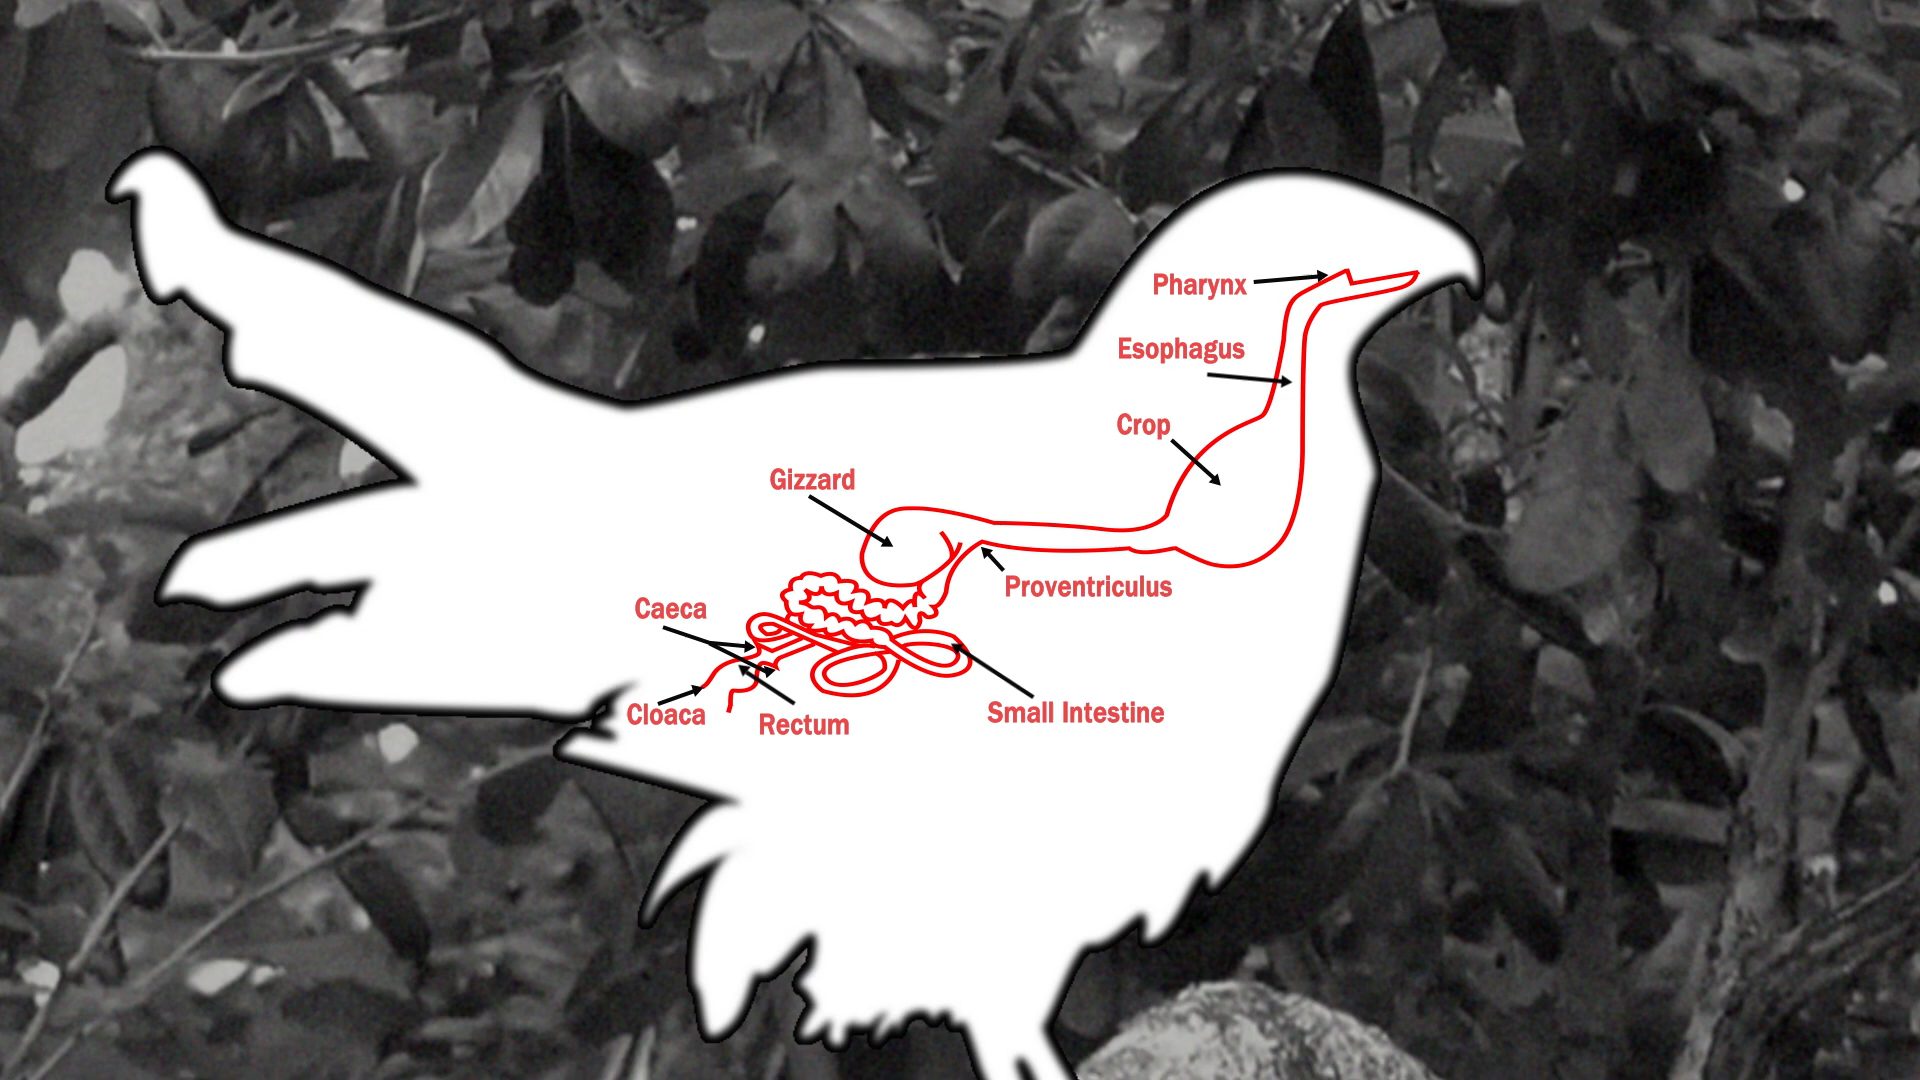 Pharynx
Esophagus
Crop
Gizzard
Proventriculus
Caeca
Small Intestine
Cloaca
Rectum